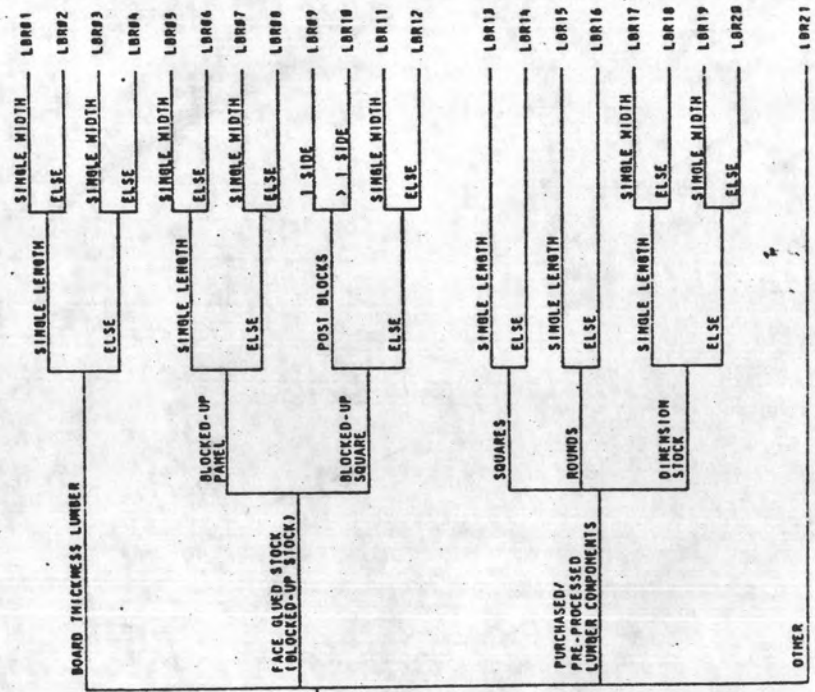 BOARD THICKNESS LUMBER
SINGLE LENGTH
SINGLE WIDTH LBR01
ELSE LBR02
ELSE
SINGLE WIDTH LBR03
ELSE LBR04
FACE GLUED STOCK
(BLOCKED-UP STOCK)
BLOCKED-UP
PANEL
SINGLE LENGTH
SINGLE WIDTH LBR05
ELSE LBR06
ELSE
SINGLE WIDTH LBR07
ELSE LBR08
BLOCKED-UP
SQUARE
POST BLOCKS
1 SIDE LBR09
> 1 SIDE LBR10
ELSE
SINGLE WIDTH LBR11
ELSE LBR12
PURCHASED/
PRE-PROCESSED
LUMBER COMPONENTS
SQUARES
SINGLE LENGTH LBR13
ELSE LBR14
ROUNDS
SINGLE LENGTH LBR15
ELSE LBR16
DIMENSION
STOCK
SINGLE LENGTH
SINGLE WIDTH LBR17
ELSE LBR18
ELSE
SINGLE WIDTH LBR19
ELSE LBR20
OTHER LBR21